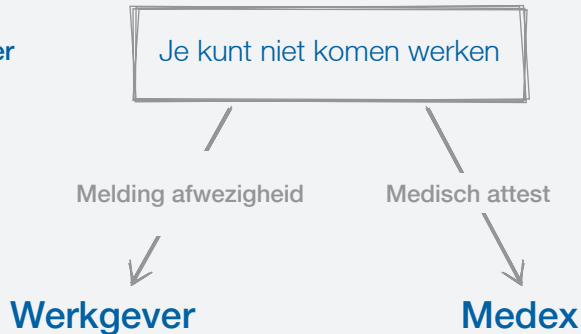 Je kunt niet komen werken
Melding afwezigheid
Medisch attest
Werkgever
Medex